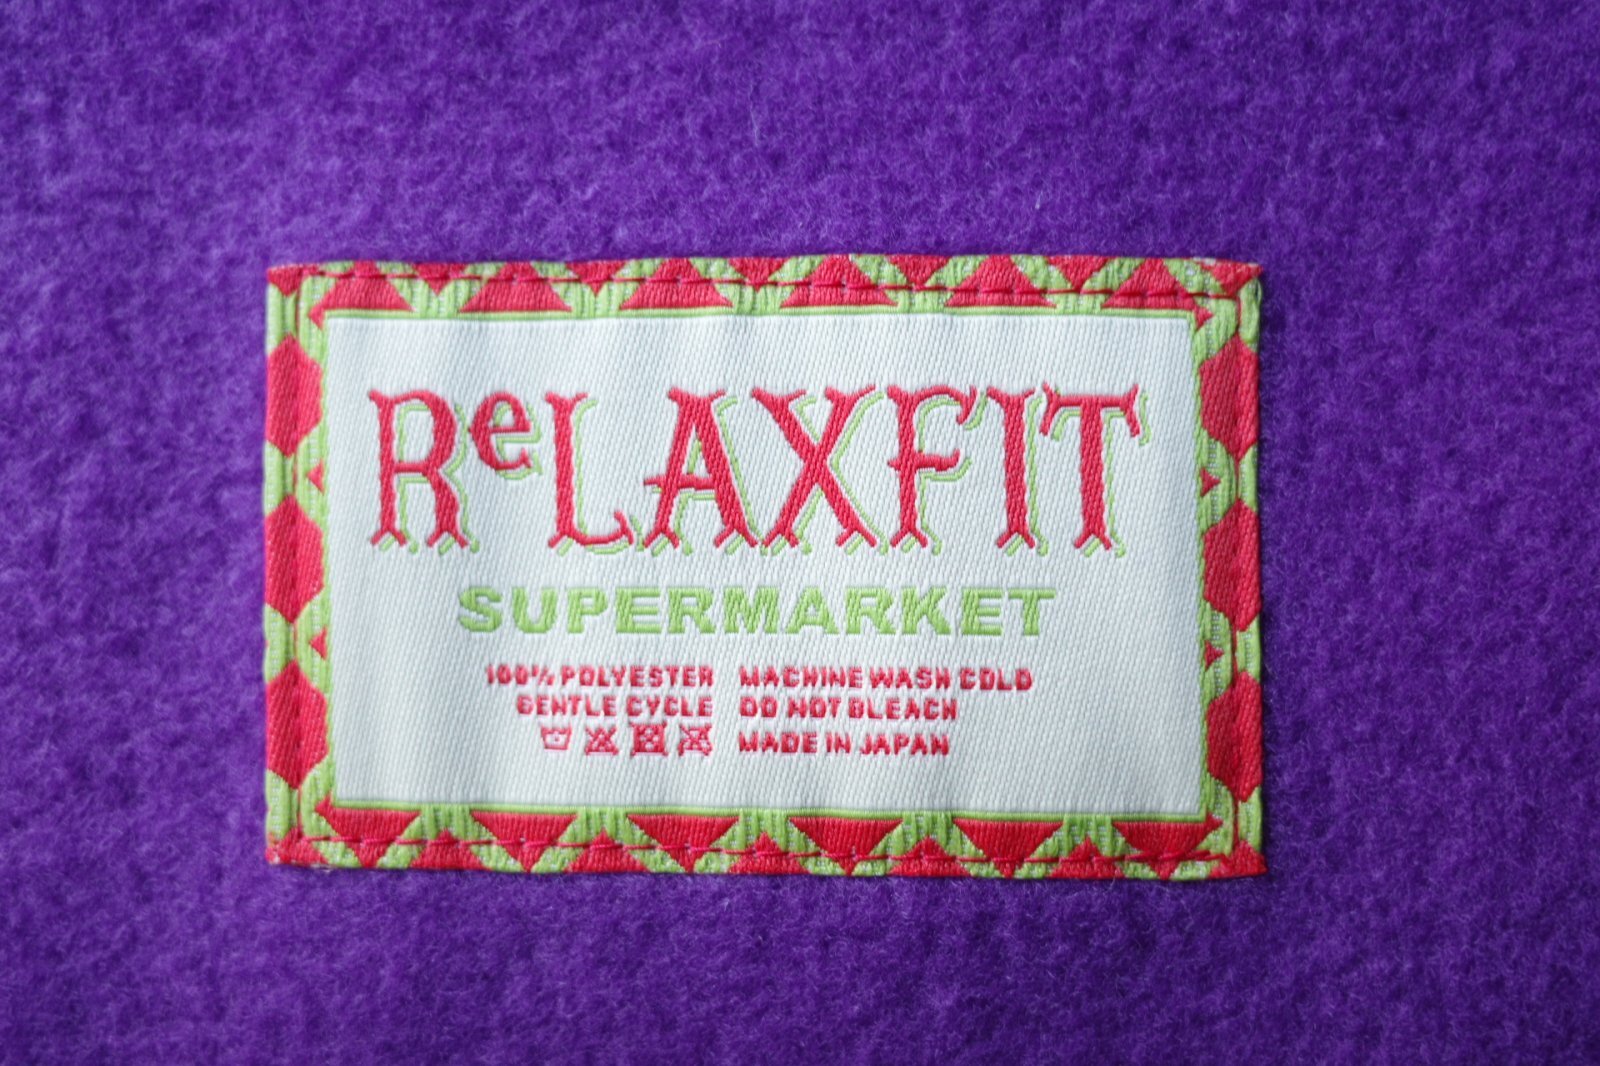 ReLAXFIT
SUPERMARKET
100% POLYESTER MACHINE WASH COLD
GENTLE CYCLE DO NOT BLEACH
MADE IN JAPAN